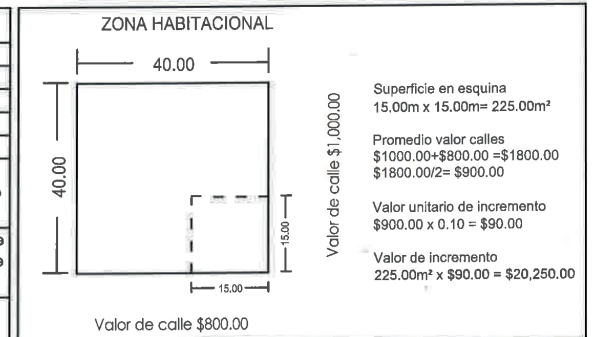 ZONA HABITACIONAL
40.00
40.00
15.00
15.00
Valor de calle $1,000.00
Valor de calle $800.00
Superficie en esquina
15.00m x 15.00m= 225.00m²
Promedio valor calles
$1000.00+$800.00 =$1800.00
$1800.00/2= $900.00
Valor unitario de incremento
$900.00 x 0.10 = $90.00
Valor de incremento
225.00m² x $90.00 = $20,250.00